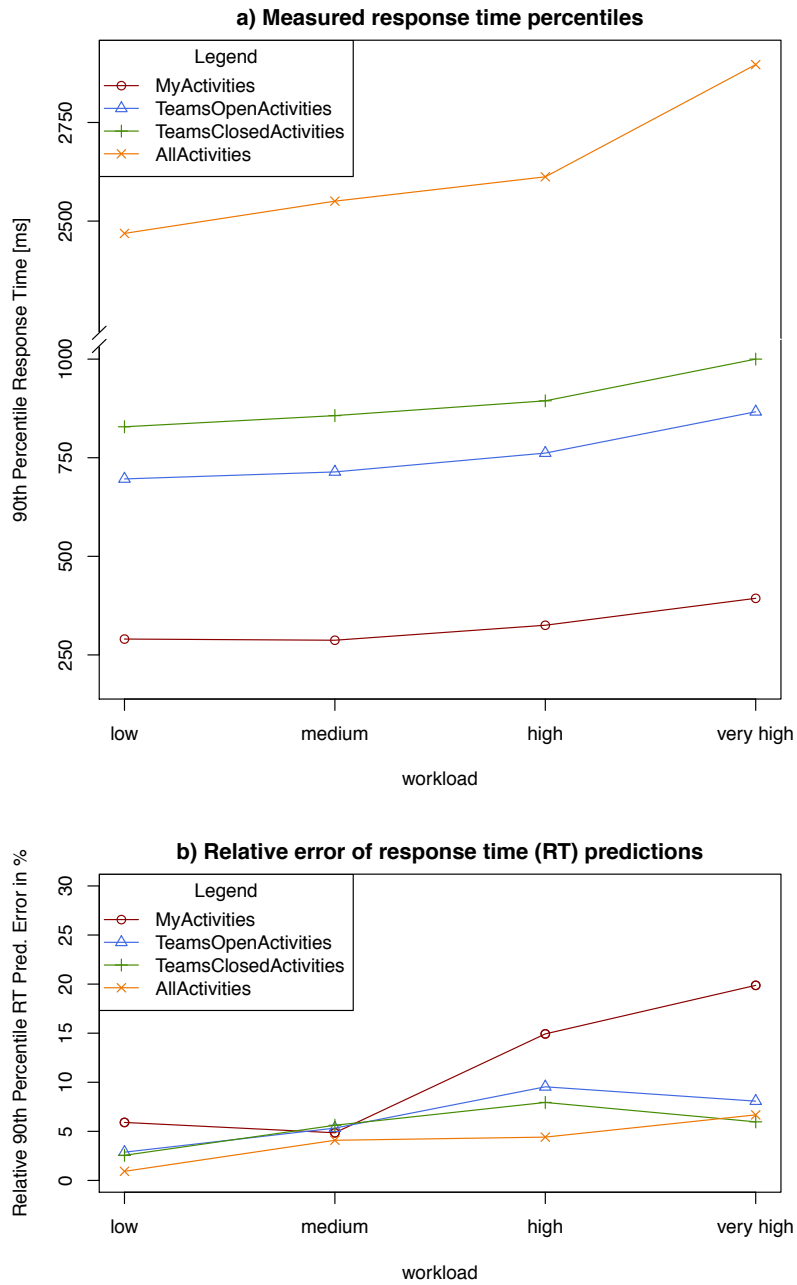 a) Measured response time percentiles
Legend
MyActivities
TeamsOpenActivities
TeamsClosedActivities
AllActivities
90th Percentile Response Time [ms]
2750
2500
1000
750
500
250
low
medium
high
very high
workload
b) Relative error of response time (RT) predictions
Legend
MyActivities
TeamsOpenActivities
TeamsClosedActivities
AllActivities
Relative 90th Percentile RT Pred. Error in %
30
25
20
15
10
5
0
low
medium
high
very high
workload